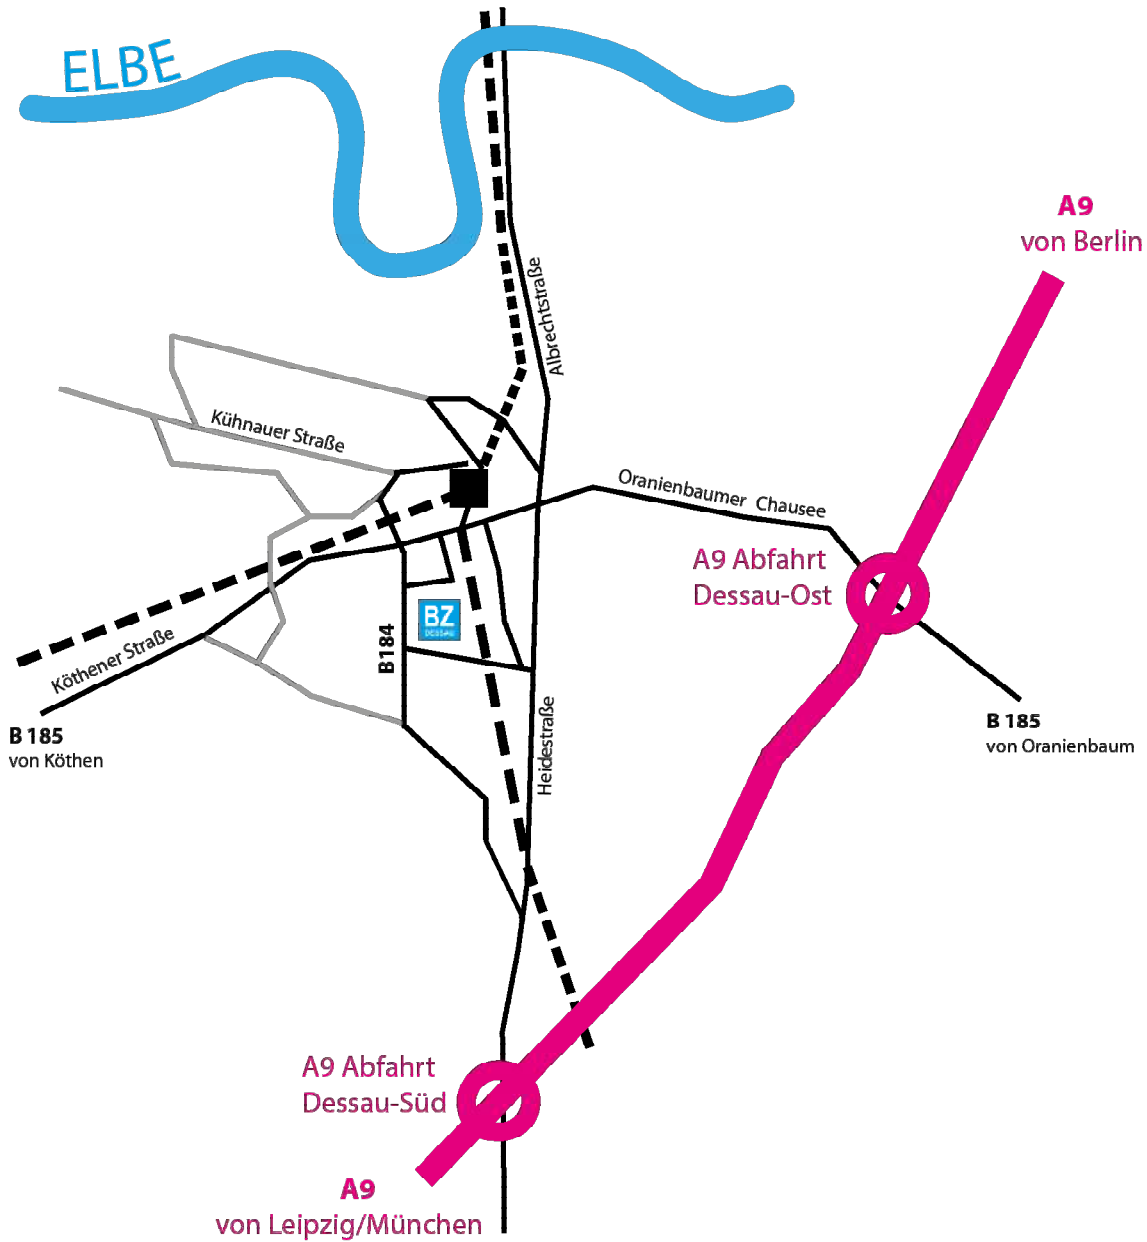 ELBE
A9
von Berlin
Albrechtstraße
Kühnauer Straße
Oranienbaumer Chausee
A9 Abfahrt
Dessau-Ost
BZ
DESSAU
B184
Köthener Straße
B 185
von Köthen
Heidestraße
B 185
von Oranienbaum
A9 Abfahrt
Dessau-Süd
A9
von Leipzig/München